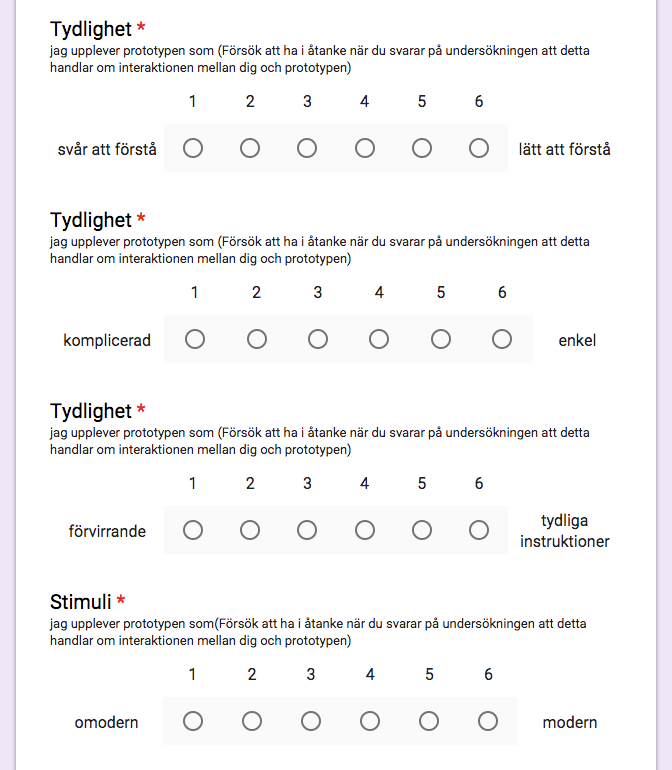 Tydlighet *
jag upplever prototypen som (Försök att ha i åtanke när du svarar på undersökningen att detta
handlar om interaktionen mellan dig och prototypen)
1 2 3 4 5 6
svår att förstå lätt att förstå
Tydlighet *
jag upplever prototypen som (Försök att ha i åtanke när du svarar på undersökningen att detta
handlar om interaktionen mellan dig och prototypen)
1 2 3 4 5 6
komplicerad enkel
Tydlighet *
jag upplever prototypen som (Försök att ha i åtanke när du svarar på undersökningen att detta
handlar om interaktionen mellan dig och prototypen)
1 2 3 4 5 6
förvirrande tydliga
instruktioner
Stimuli *
jag upplever prototypen som(Försök att ha i åtanke när du svarar på undersökningen att detta
handlar om interaktionen mellan dig och prototypen)
1 2 3 4 5 6
omodern modern